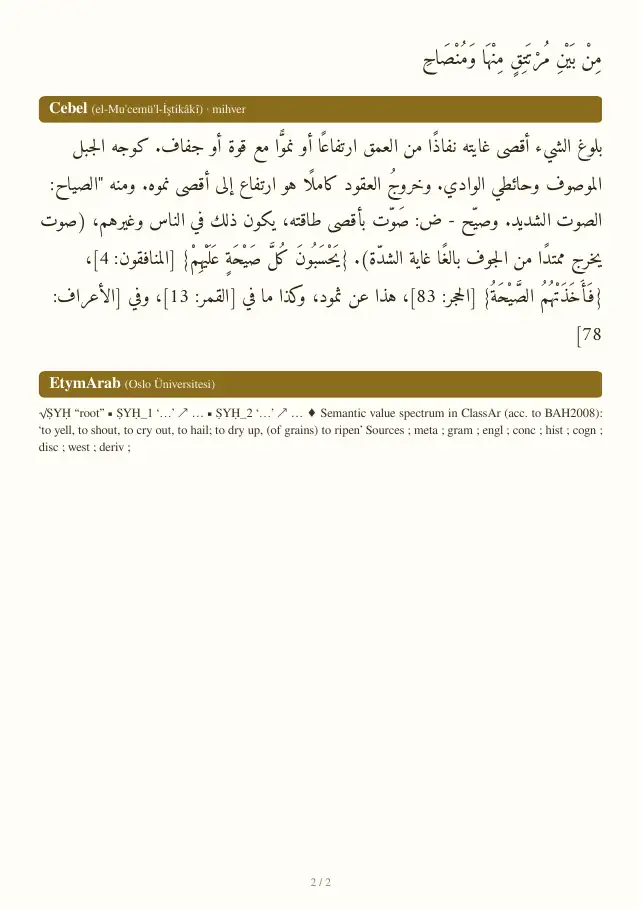 مِنْ بَيْنِ مُرْتَتِقٍ مِنْهَا وَمُنْصَاحِ
Cebel (el-Mu'cemü'l-İştikâkî) · mihver
بلوغ الشيء أقصى غايته نفاذًا من العمق ارتفاعًا أو نموًّا مع قوة أو جفاف. كوجه الجبل
الموصوف وحائطي الوادي. وخروجُ العقود كاملًا هو ارتفاع إلى أقصى نموه. ومنه "الصياح:
الصوت الشديد. وصيّح - ض: صَوّت بأقصى طاقته، يكون ذلك في الناس وغيرهم، (صوت
يخرج ممتدًا من الجوف بالغًا غاية الشدّة). {يَحْسَبُونَ كُلَّ صَيْحَةٍ عَلَيْهِمْ} [المنافقون: 4]،
{فَأَخَذَتْهُمُ الصَّيْحَةُ} [الحجر: 83]، هذا عن ثمود، وكذا ما في [القمر: 13]، وفي [الأعراف:
78]
EtymArab (Oslo Üniversitesi)
√ṢYḤ “root” ▪ ṢYḤ_1 ‘…’ ↗ … ▪ ṢYḤ_2 ‘…’ ↗ … ♦ Semantic value spectrum in ClassAr (acc. to BAH2008):
‘to yell, to shout, to cry out, to hail; to dry up, (of grains) to ripen’ Sources ; meta ; gram ; engl ; conc ; hist ; cogn ;
disc ; west ; deriv ;
2 / 2